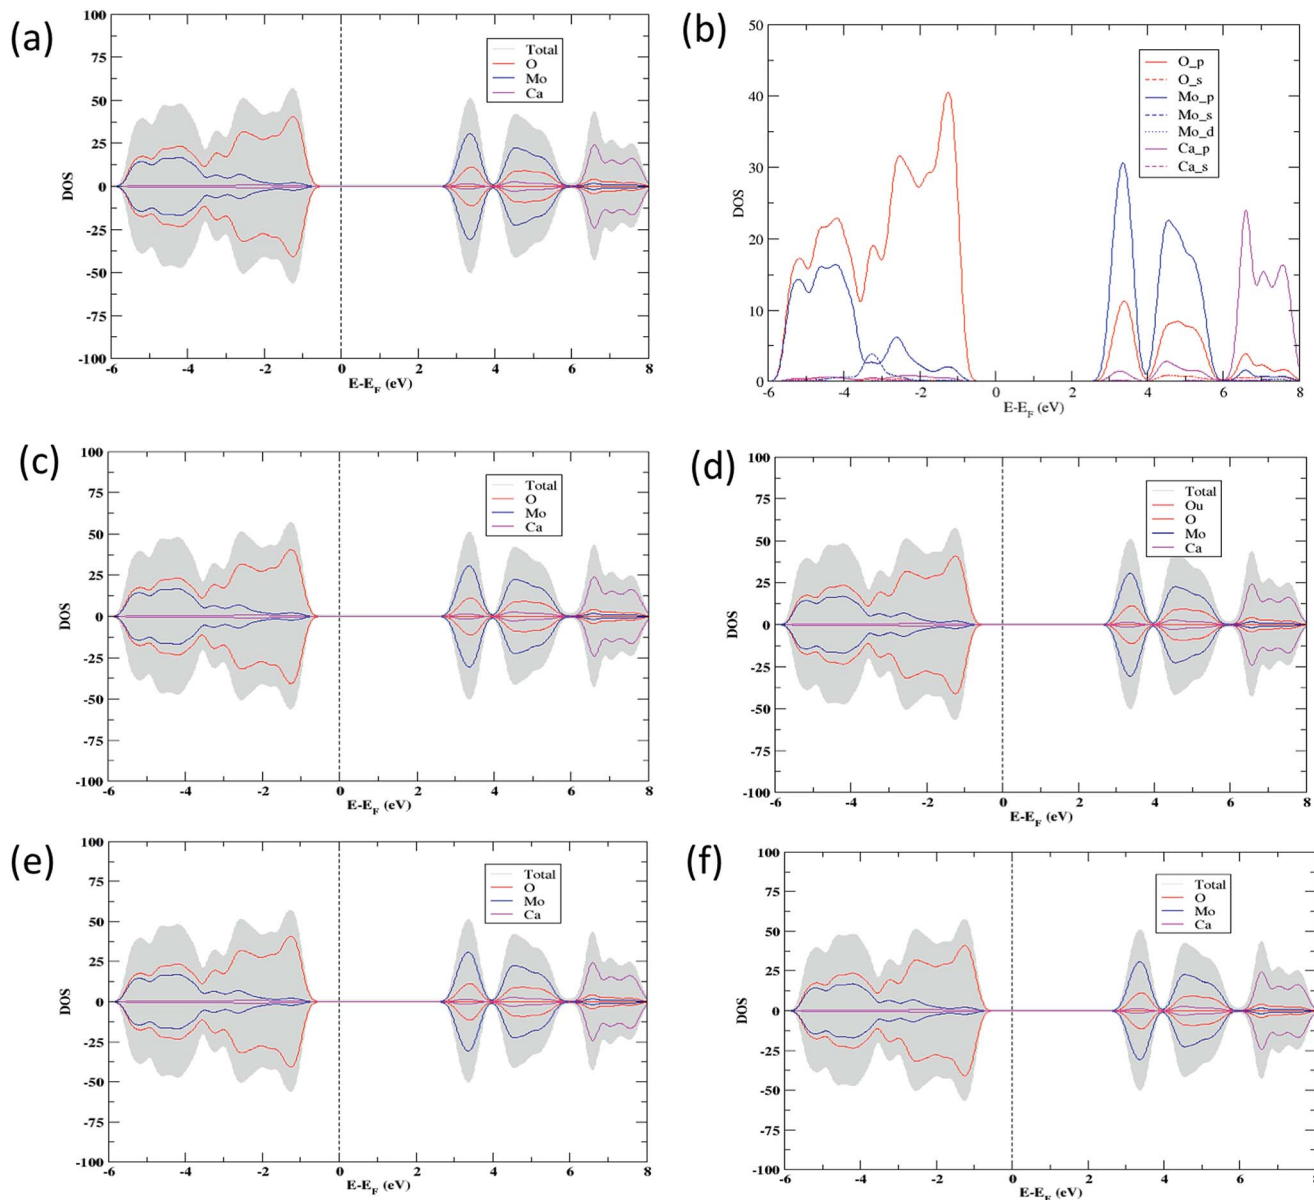 (a)
100
75
50
25
0
-25
-50
-75
-100
DOS
Total
O
Mo
Ca
-6 -4 -2 0 2 4 6 8
E-E_F (eV)
(b)
50
40
30
20
10
0
DOS
O_p
O_s
Mo_p
Mo_s
Mo_d
Ca_p
Ca_s
-6 -4 -2 0 2 4 6 8
E-E_F (eV)
(c)
100
75
50
25
0
-25
-50
-75
-100
DOS
Total
O
Mo
Ca
-6 -4 -2 0 2 4 6 8
E-E_F (eV)
(d)
100
75
50
25
0
-25
-50
-75
-100
DOS
Total
Ou
O
Mo
Ca
-6 -4 -2 0 2 4 6 8
E-E_F (eV)
(e)
100
75
50
25
0
-25
-50
-75
-100
DOS
Total
O
Mo
Ca
-6 -4 -2 0 2 4 6 8
E-E_F (eV)
(f)
100
75
50
25
0
-25
-50
-75
-100
DOS
Total
O
Mo
Ca
-6 -4 -2 0 2 4 6 8
E-E_F (eV)